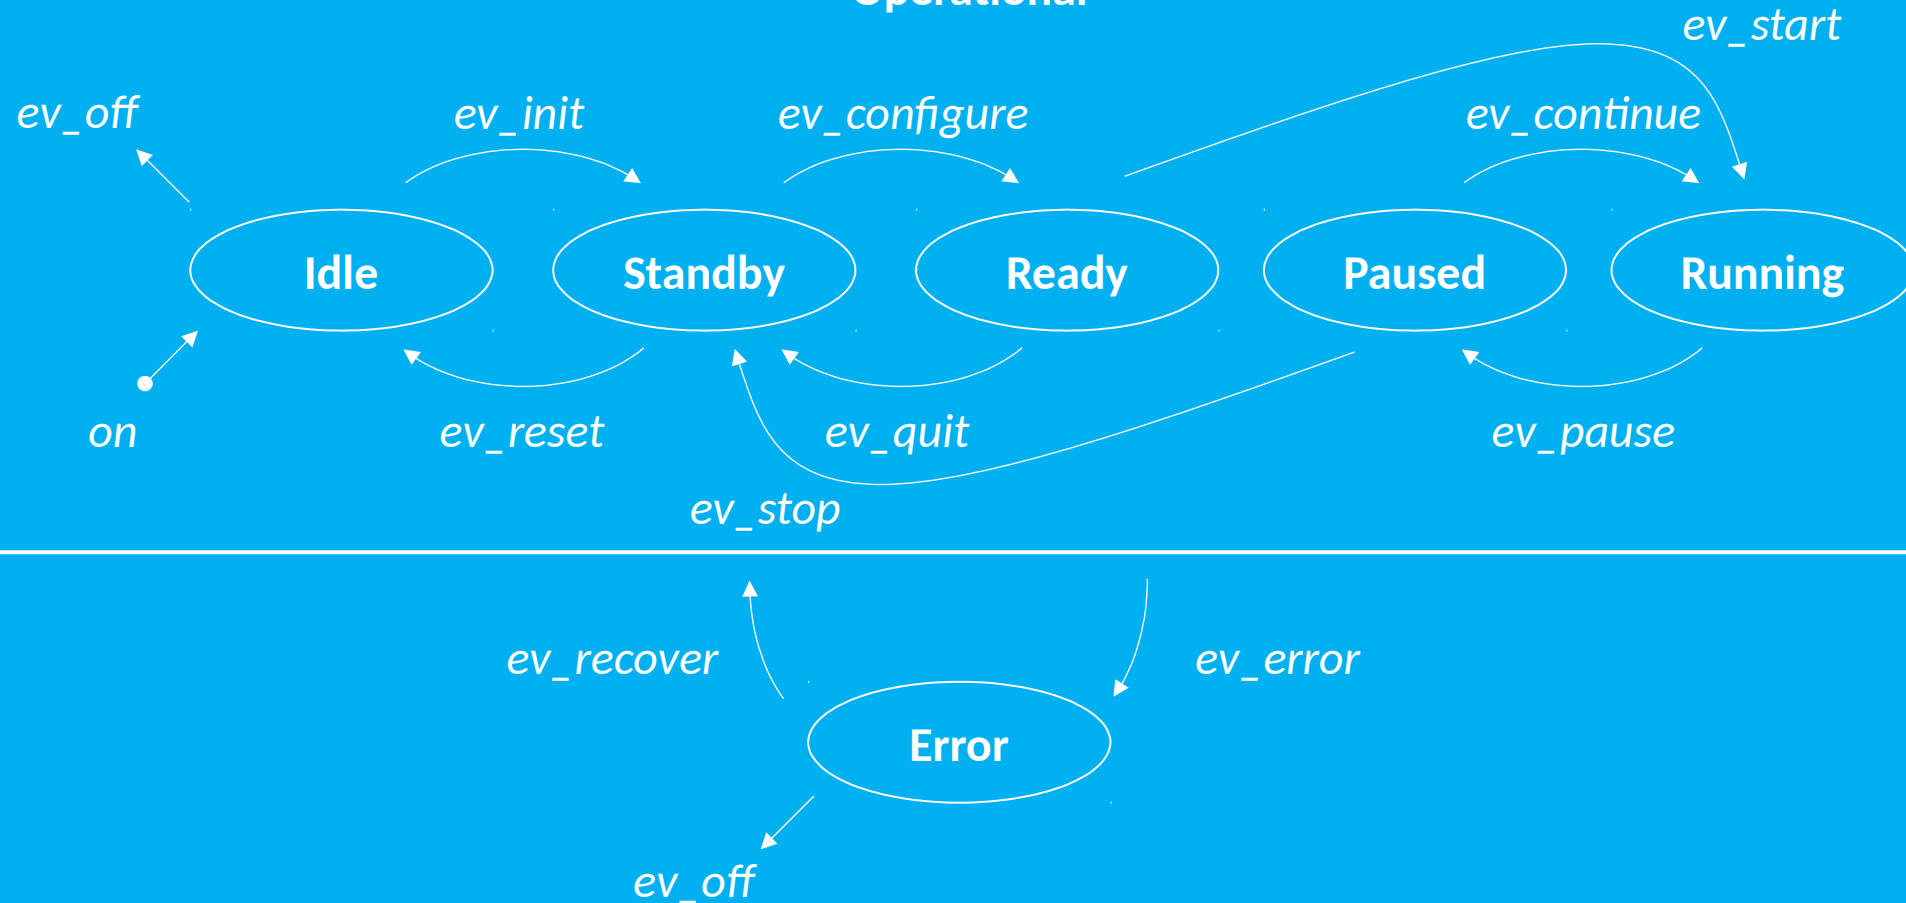 Operational
ev_start
ev_off
ev_init
ev_configure
ev_continue
Idle
Standby
Ready
Paused
Running
on
ev_reset
ev_quit
ev_pause
ev_stop
ev_recover
ev_error
Error
ev_off